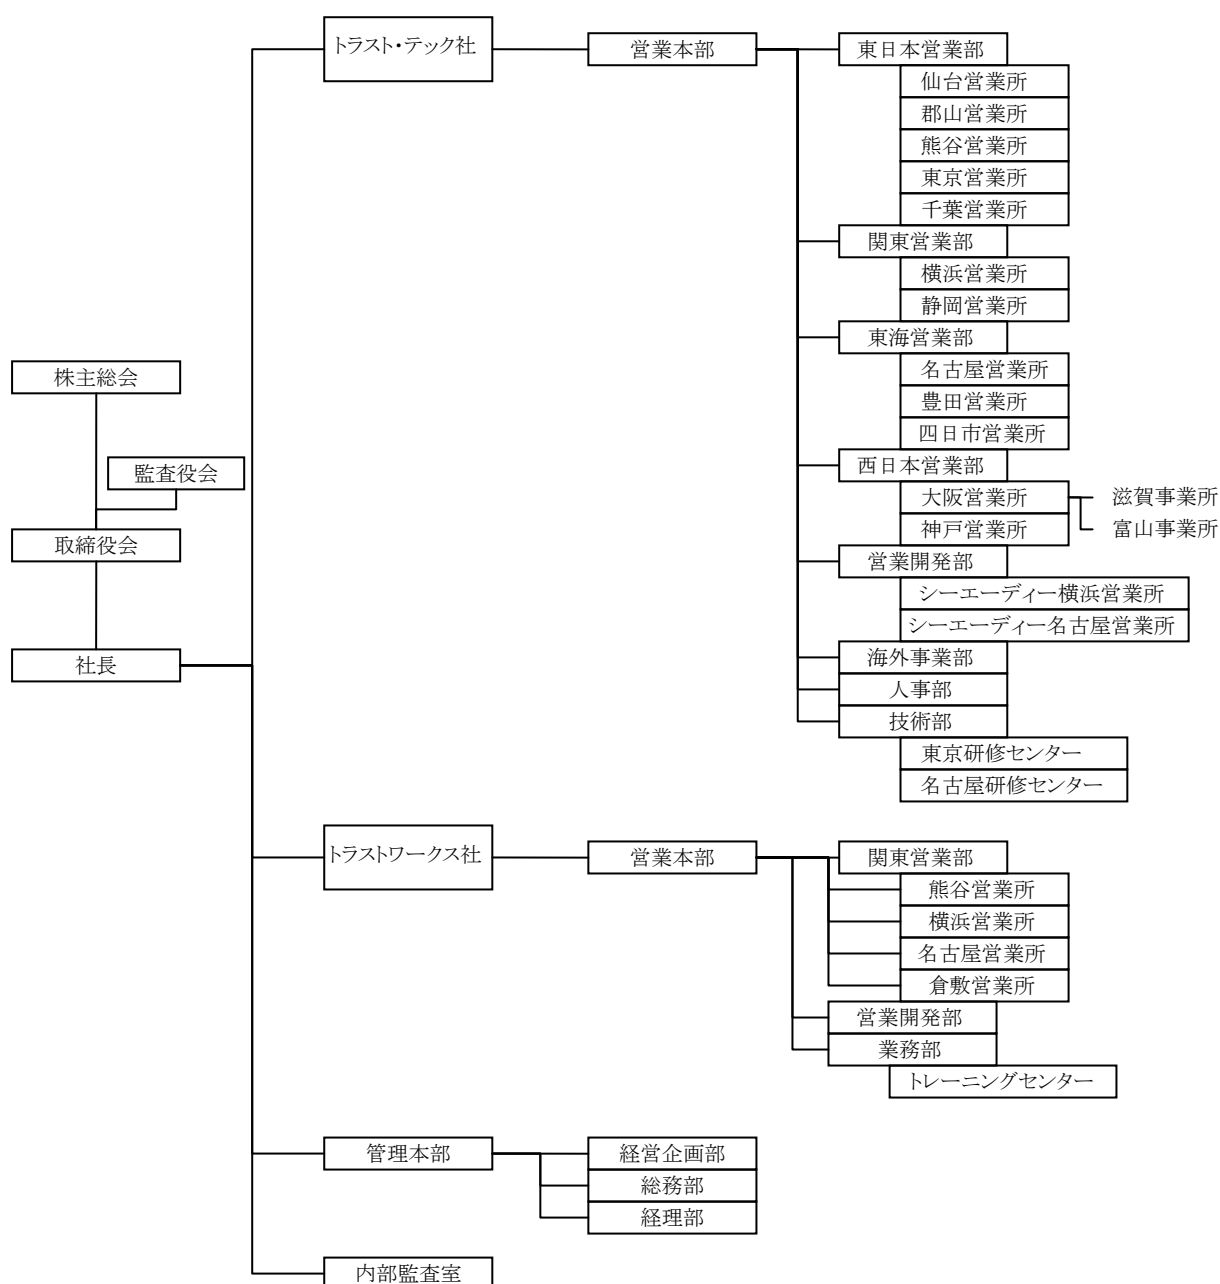 トラスト・テック社
営業本部
東日本営業部
仙台営業所
郡山営業所
熊谷営業所
東京営業所
千葉営業所
関東営業部
横浜営業所
静岡営業所
東海営業部
株主総会
名古屋営業所
豊田営業所
四日市営業所
監査役会
西日本営業部
大阪営業所
滋賀事業所
取締役会
神戸営業所
富山事業所
営業開発部
シーエーディー横浜営業所
シーエーディー名古屋営業所
社長
海外事業部
人事部
技術部
東京研修センター
名古屋研修センター
トラストワークス社
営業本部
関東営業部
熊谷営業所
横浜営業所
名古屋営業所
倉敷営業所
営業開発部
業務部
トレーニングセンター
管理本部
経営企画部
総務部
経理部
内部監査室